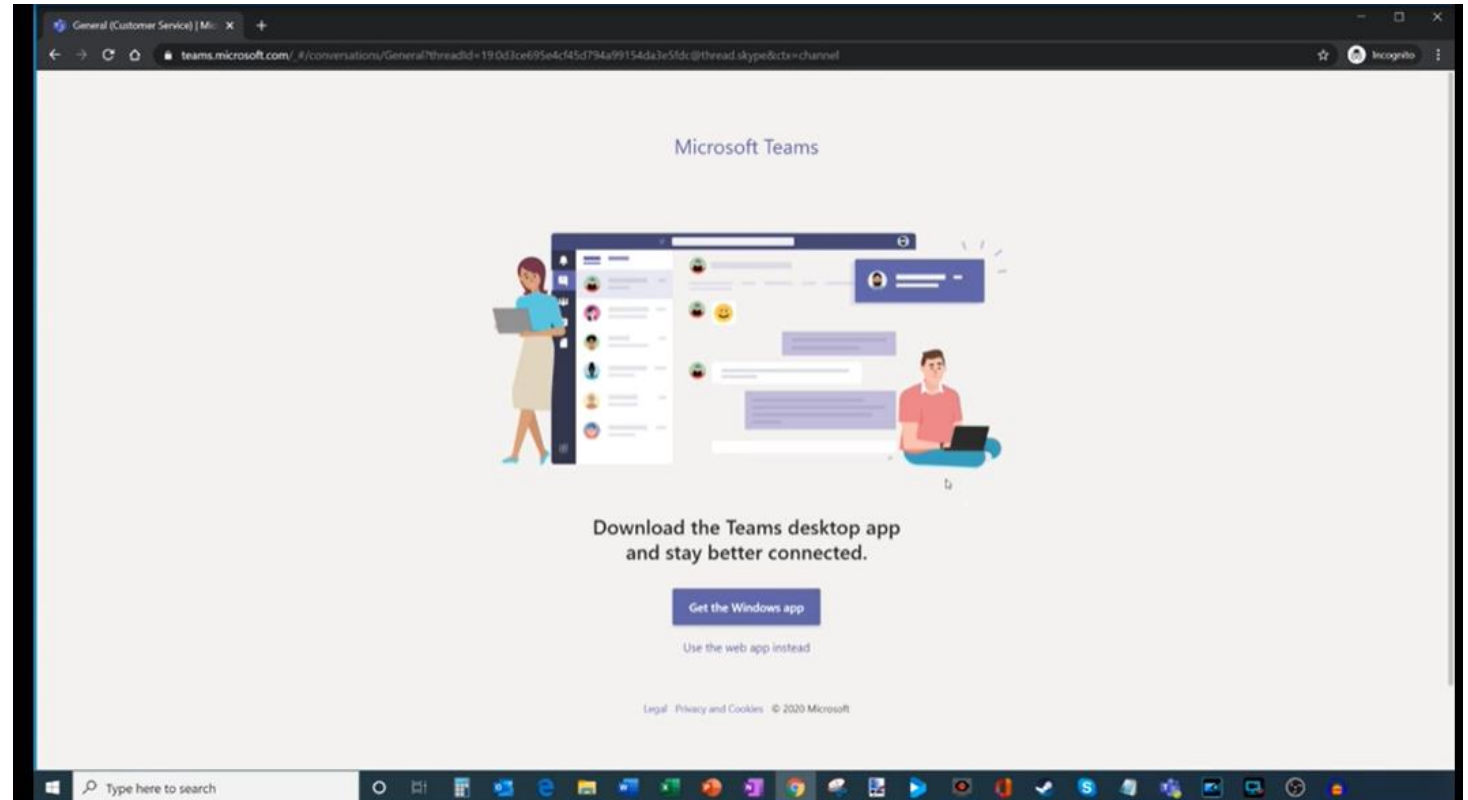 General (Customer Service) | Mic
teams.microsoft.com/_#/conversations/General?threadId=19:0d3ce695e4cf45d794a99154da3e5fdc@thread.skype&ctx=channel
Incognito
Microsoft Teams
Download the Teams desktop app
and stay better connected.
Get the Windows app
Use the web app instead
Legal Privacy and Cookies © 2020 Microsoft
Type here to search